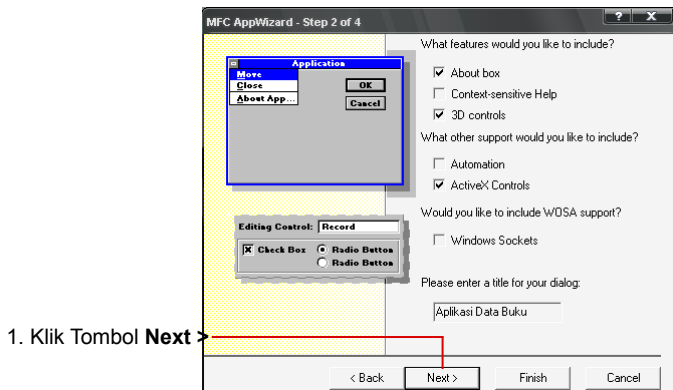 MFC AppWizard - Step 2 of 4
? X
Application
Move
Close
About App...
OK
Cancel
Editing Control: Record
Check Box
Radio Button
Radio Button
What features would you like to include?
About box
Context-sensitive Help
3D controls
What other support would you like to include?
Automation
ActiveX Controls
Would you like to include WOSA support?
Windows Sockets
Please enter a title for your dialog:
Aplikasi Data Buku
1. Klik Tombol Next >
< Back Next > Finish Cancel